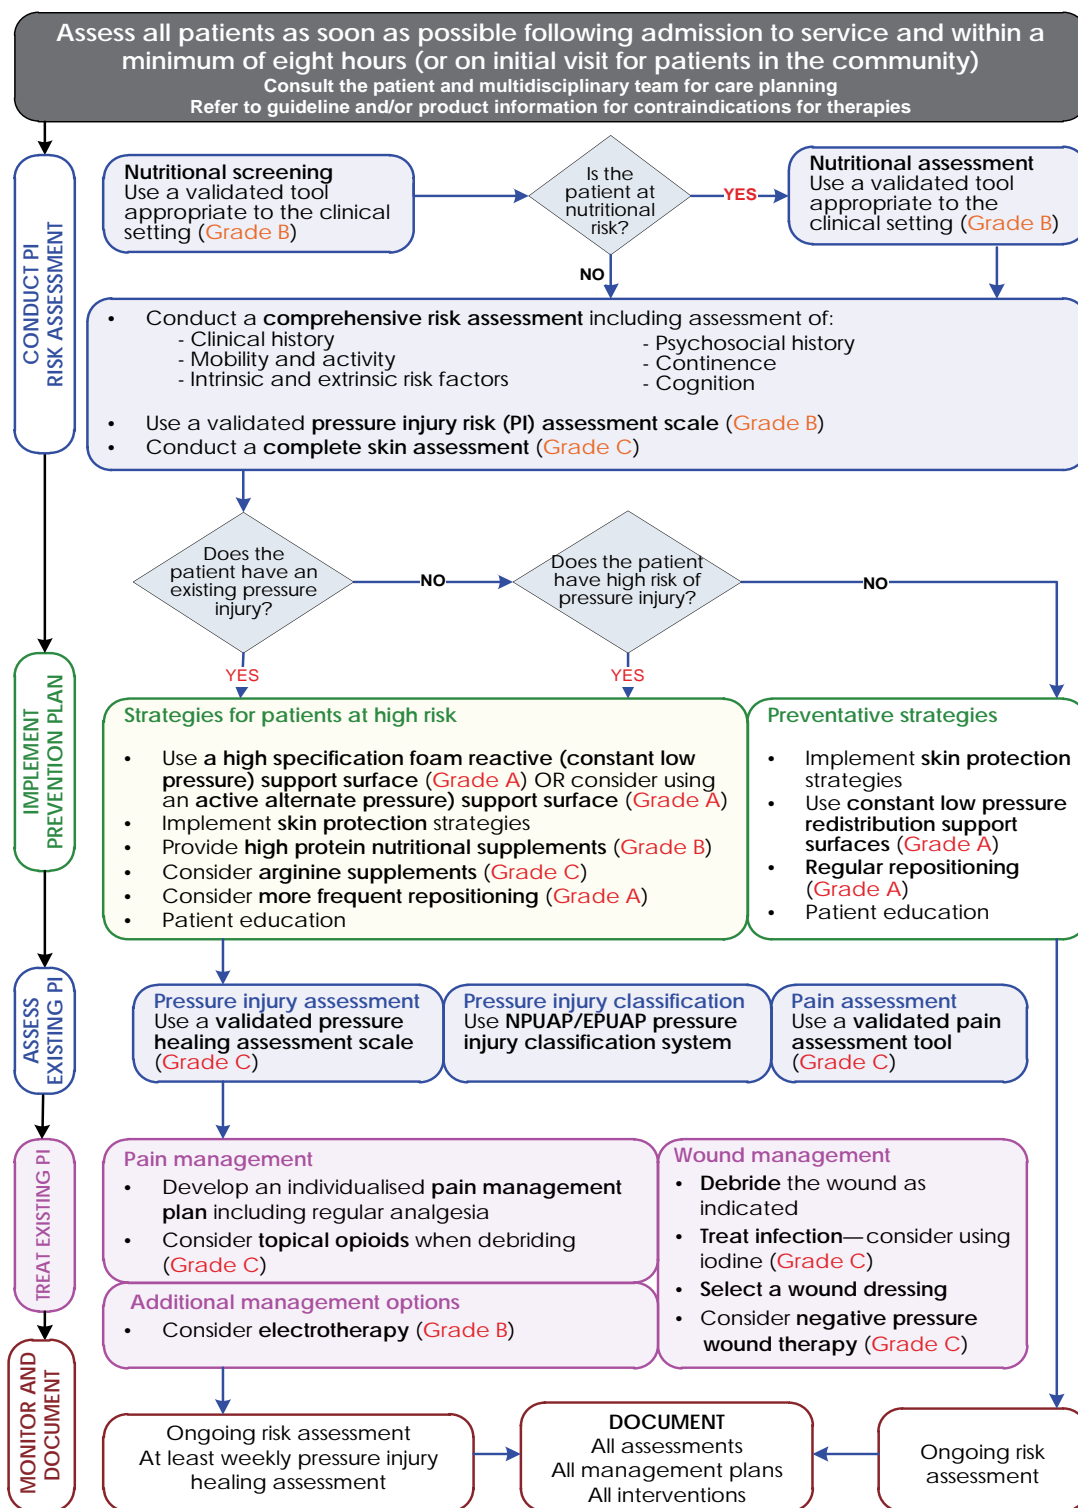 Assess all patients as soon as possible following admission to service and within a
minimum of eight hours (or on initial visit for patients in the community)
Consult the patient and multidisciplinary team for care planning
Refer to guideline and/or product information for contraindications for therapies
CONDUCT PI
RISK ASSESSMENT
Nutritional screening
Use a validated tool
appropriate to the clinical
setting (Grade B)
Is the
patient at
nutritional
risk?
YES
Nutritional assessment
Use a validated tool
appropriate to the
clinical setting (Grade B)
NO
• Conduct a comprehensive risk assessment including assessment of:
- Clinical history
- Mobility and activity
- Intrinsic and extrinsic risk factors
- Psychosocial history
- Continence
- Cognition
• Use a validated pressure injury risk (PI) assessment scale (Grade B)
• Conduct a complete skin assessment (Grade C)
Does the
patient have an
existing pressure
injury?
NO
Does the patient
have high risk of
pressure injury?
NO
YES
YES
IMPLEMENT
PREVENTION PLAN
Strategies for patients at high risk
• Use a high specification foam reactive (constant low
pressure) support surface (Grade A) OR consider using
an active alternate pressure) support surface (Grade A)
• Implement skin protection strategies
• Provide high protein nutritional supplements (Grade B)
• Consider arginine supplements (Grade C)
• Consider more frequent repositioning (Grade A)
• Patient education
Preventative strategies
• Implement skin protection
strategies
• Use constant low pressure
redistribution support
surfaces (Grade A)
• Regular repositioning
(Grade A)
• Patient education
ASSESS
EXISTING PI
Pressure injury assessment
Use a validated pressure
healing assessment scale
(Grade C)
Pressure injury classification
Use NPUAP/EPUAP pressure
injury classification system
Pain assessment
Use a validated pain
assessment tool
(Grade C)
TREAT EXISTING PI
Pain management
• Develop an individualised pain management
plan including regular analgesia
• Consider topical opioids when debriding
(Grade C)
Additional management options
• Consider electrotherapy (Grade B)
Wound management
• Debride the wound as
indicated
• Treat infection—consider using
iodine (Grade C)
• Select a wound dressing
• Consider negative pressure
wound therapy (Grade C)
MONITOR AND
DOCUMENT
Ongoing risk assessment
At least weekly pressure injury
healing assessment
DOCUMENT
All assessments
All management plans
All interventions
Ongoing risk
assessment